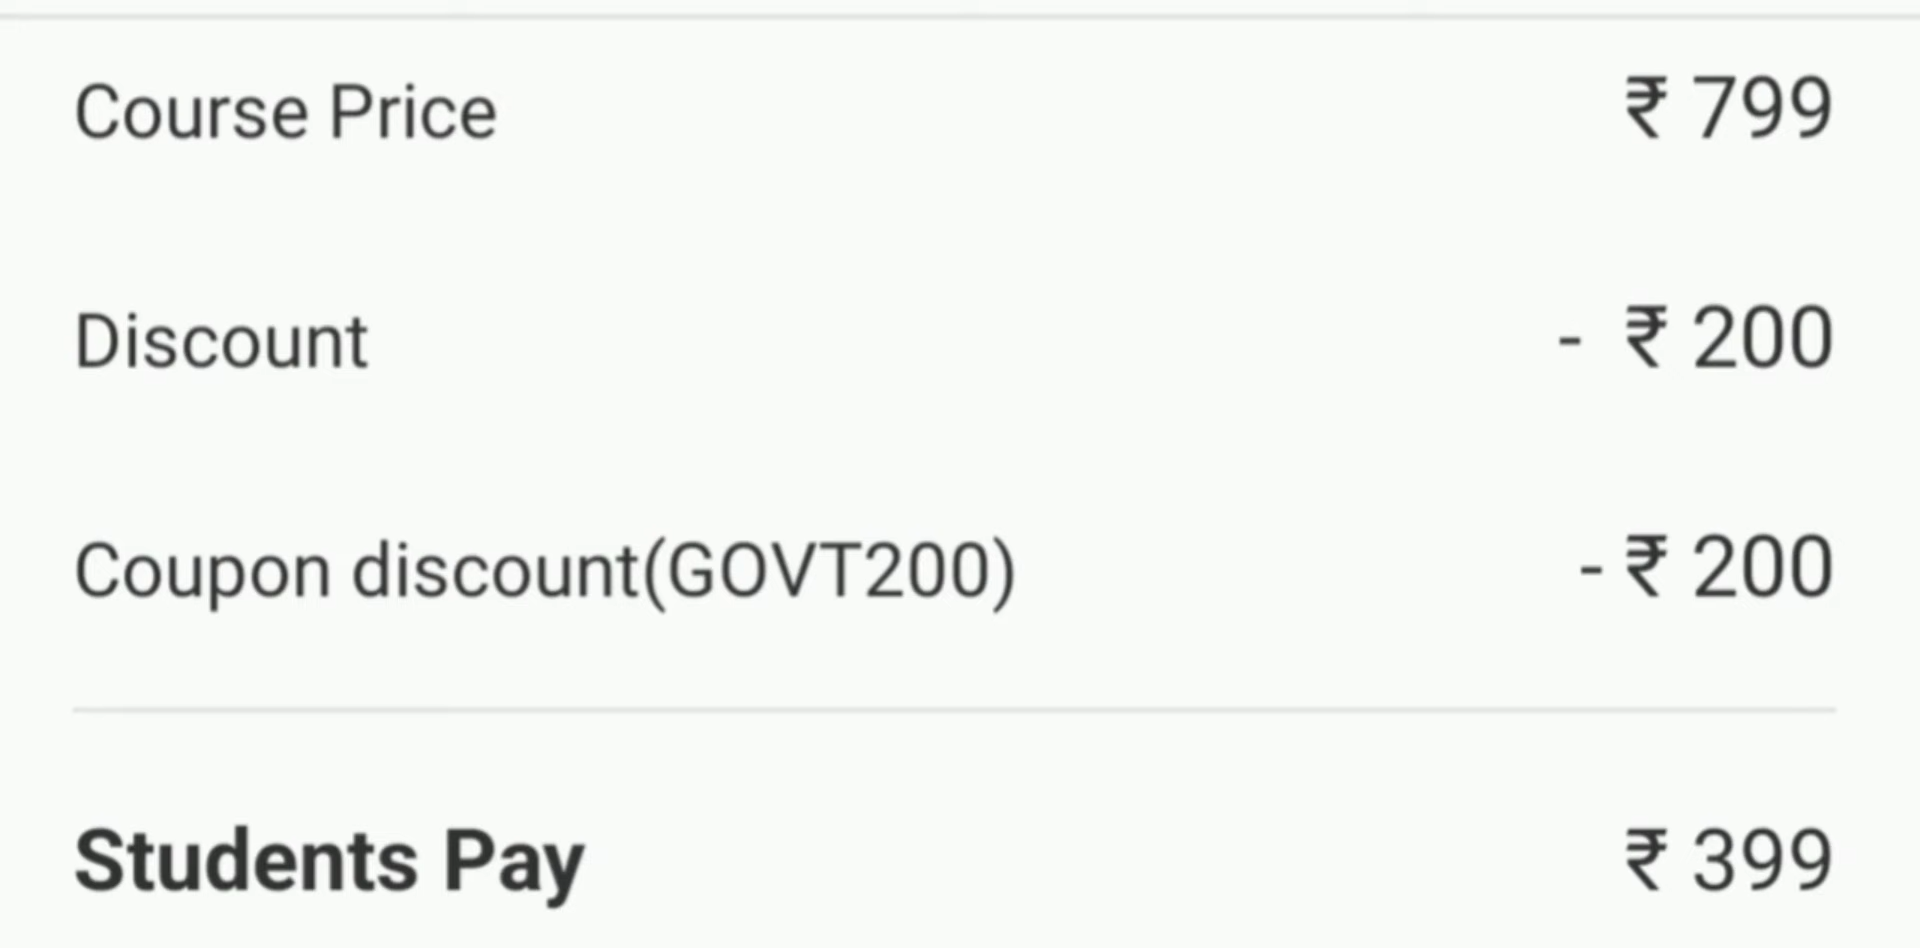 Course Price ₹ 799
Discount - ₹ 200
Coupon discount(GOVT200) - ₹ 200
Students Pay ₹ 399